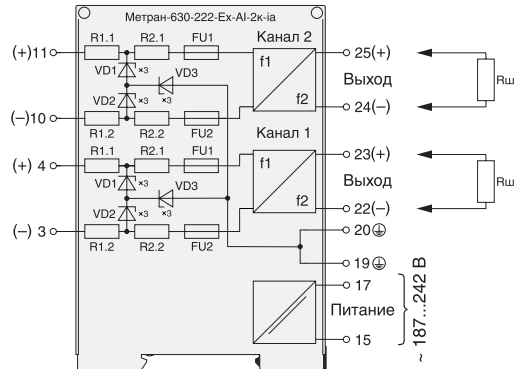 Метран-630-222-Ex-AI-2к-ia
R1.1 R2.1 FU1 Канал 2
(+)11 25(+)
f1
VD1 ×3 VD3 Выход
VD2 ×3 ×3 f2 Rш
(−)10 24(−)
R1.2 R2.2 FU2 Канал 1
R1.1 R2.1 FU1
(+) 4 23(+)
f1
VD1 ×3 VD3 Выход Rш
VD2 ×3 ×3 f2
(−) 3 22(−)
R1.2 R2.2 FU2
20
19
17
Питание
15
~ 187...242 В